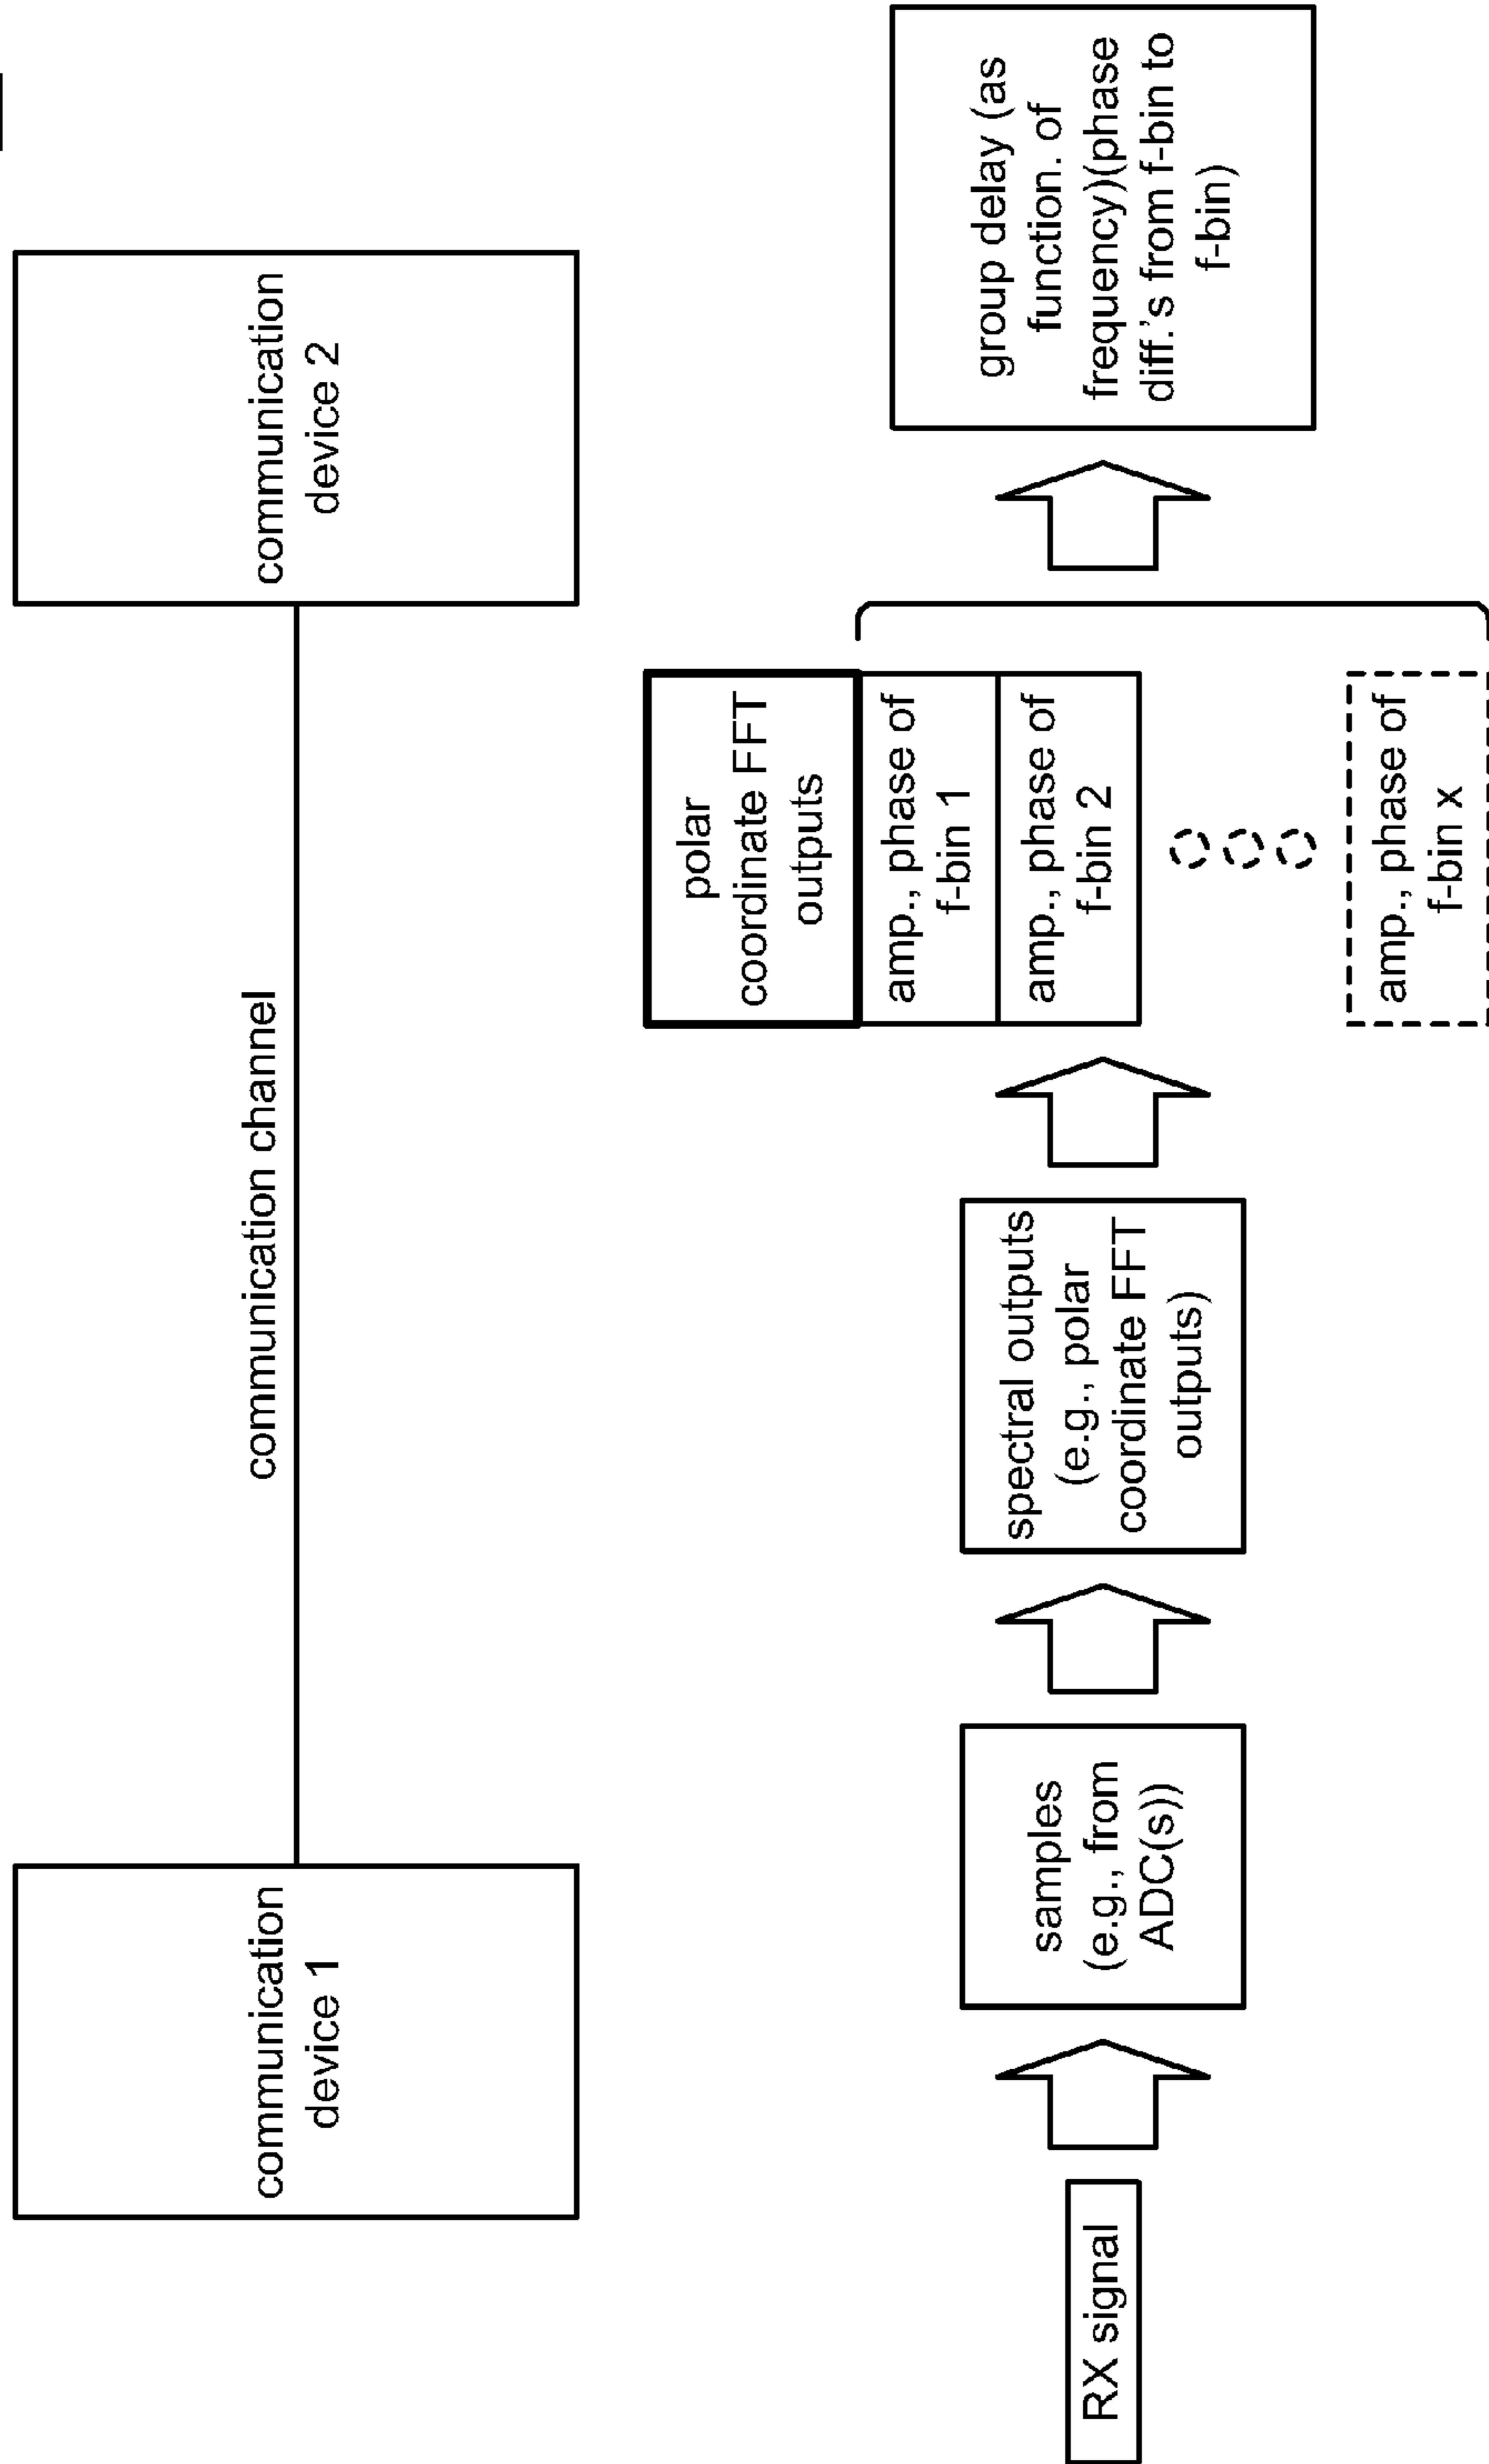 communication
device 1
communication channel
communication
device 2
RX signal
samples
(e.g., from
ADC(s))
spectral outputs
(e.g., polar
coordinate FFT
outputs)
polar
coordinate FFT
outputs
amp., phase of
f-bin 1
amp., phase of
f-bin 2
amp., phase of
f-bin x
group delay (as
function. of
frequency)(phase
diff.'s from f-bin to
f-bin)